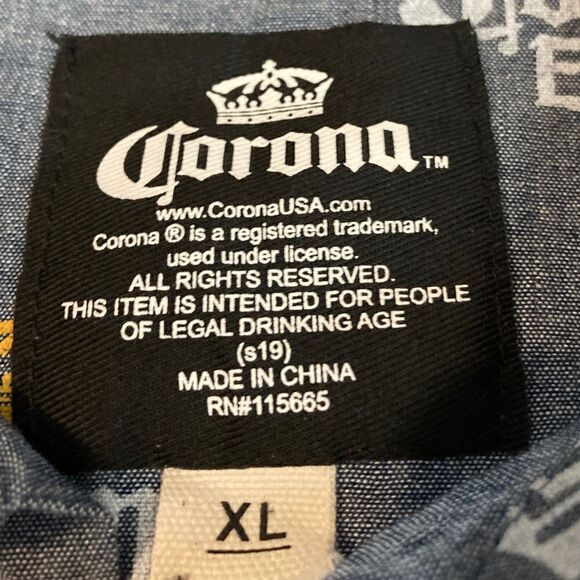 Corona™
www.CoronaUSA.com
Corona ® is a registered trademark,
used under license.
ALL RIGHTS RESERVED.
THIS ITEM IS INTENDED FOR PEOPLE
OF LEGAL DRINKING AGE
(s19)
MADE IN CHINA
RN#115665
XL